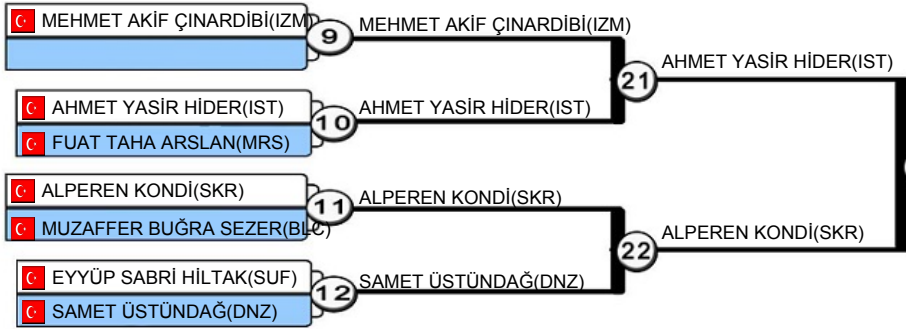 MEHMET AKİF ÇINARDİBİ(IZM)
9
MEHMET AKİF ÇINARDİBİ(IZM)
AHMET YASİR HİDER(IST)
21
AHMET YASİR HİDER(IST)
10
AHMET YASİR HİDER(IST)
FUAT TAHA ARSLAN(MRS)
ALPEREN KONDİ(SKR)
11
ALPEREN KONDİ(SKR)
MUZAFFER BUĞRA SEZER(BLC)
ALPEREN KONDİ(SKR)
22
EYYÜP SABRİ HİLTAK(SUF)
12
SAMET ÜSTÜNDAĞ(DNZ)
SAMET ÜSTÜNDAĞ(DNZ)